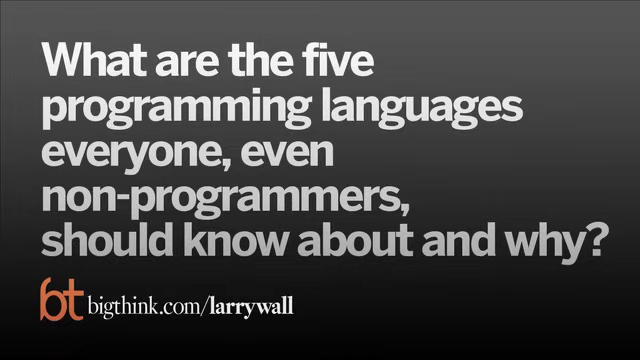 What are the five
programming languages
everyone, even
non-programmers,
should know about and why?
bt bigthink.com/larrywall